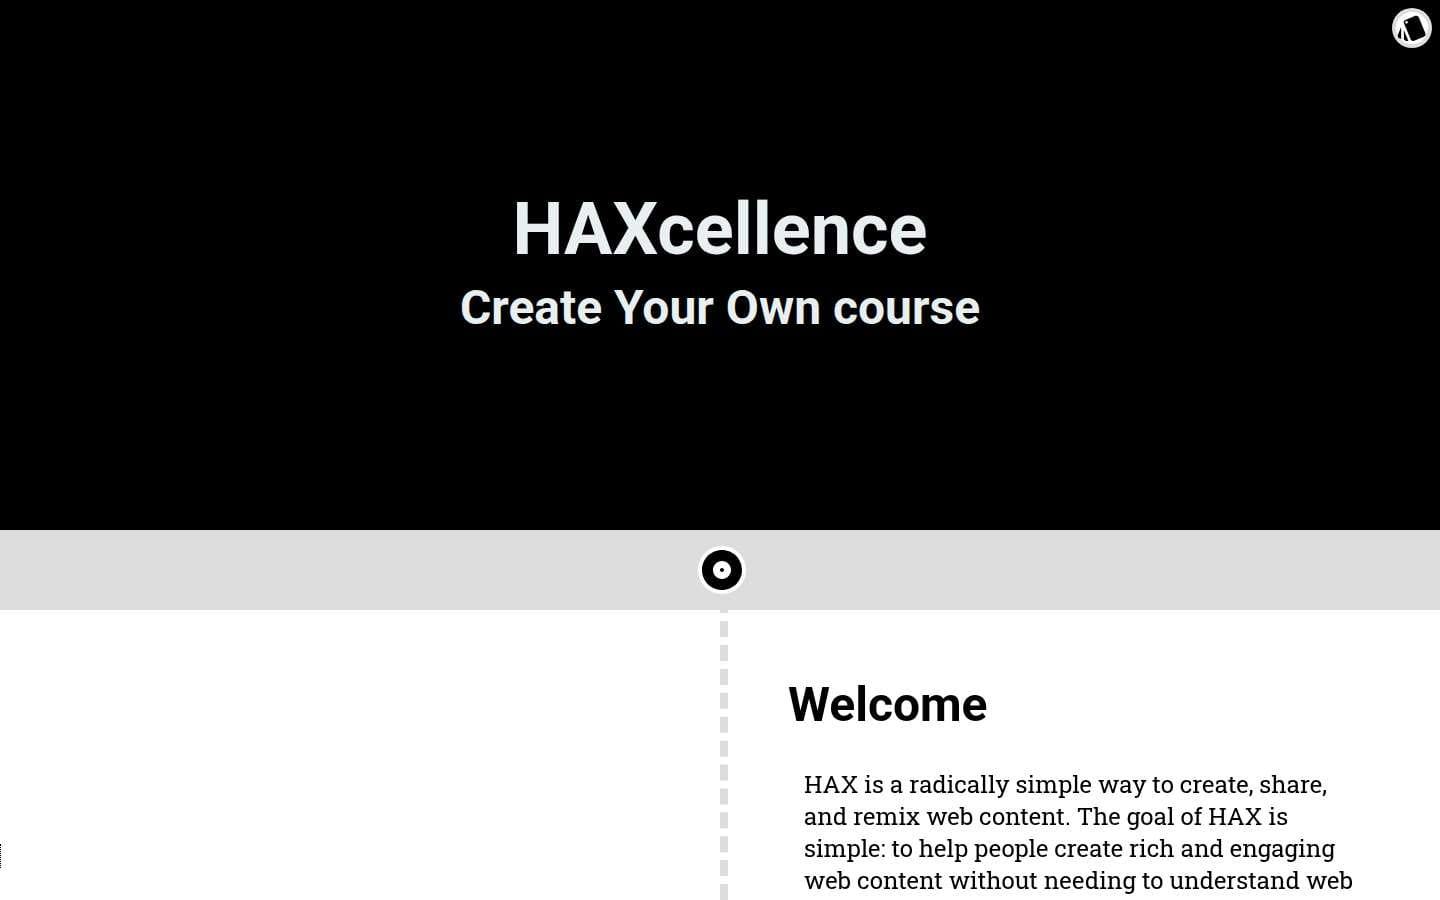 HAXcellence
Create Your Own course
Welcome
HAX is a radically simple way to create, share,
and remix web content. The goal of HAX is
simple: to help people create rich and engaging
web content without needing to understand web